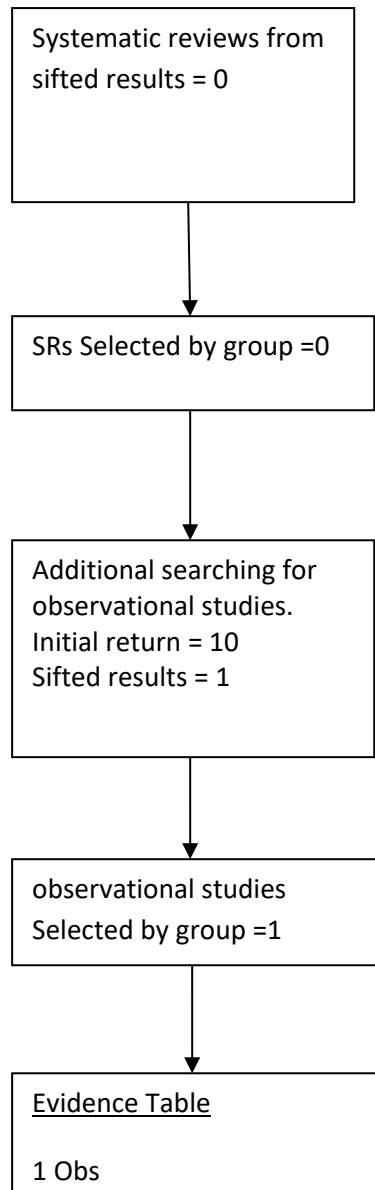 Systematic reviews from
sifted results = 0
SRs Selected by group =0
Additional searching for
observational studies.
Initial return = 10
Sifted results = 1
observational studies
Selected by group =1
Evidence Table
1 Obs